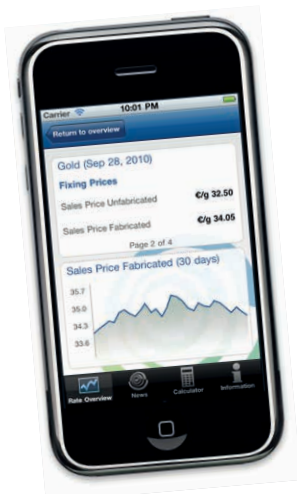 Carrier 10:01 PM
Return to overview
Gold (Sep 28, 2010)
Fixing Prices
Sales Price Unfabricated €/g 32.50
Sales Price Fabricated €/g 34.05
Page 2 of 4
Sales Price Fabricated (30 days)
35.7
35.0
34.3
33.6
Rate Overview News Calculator Information